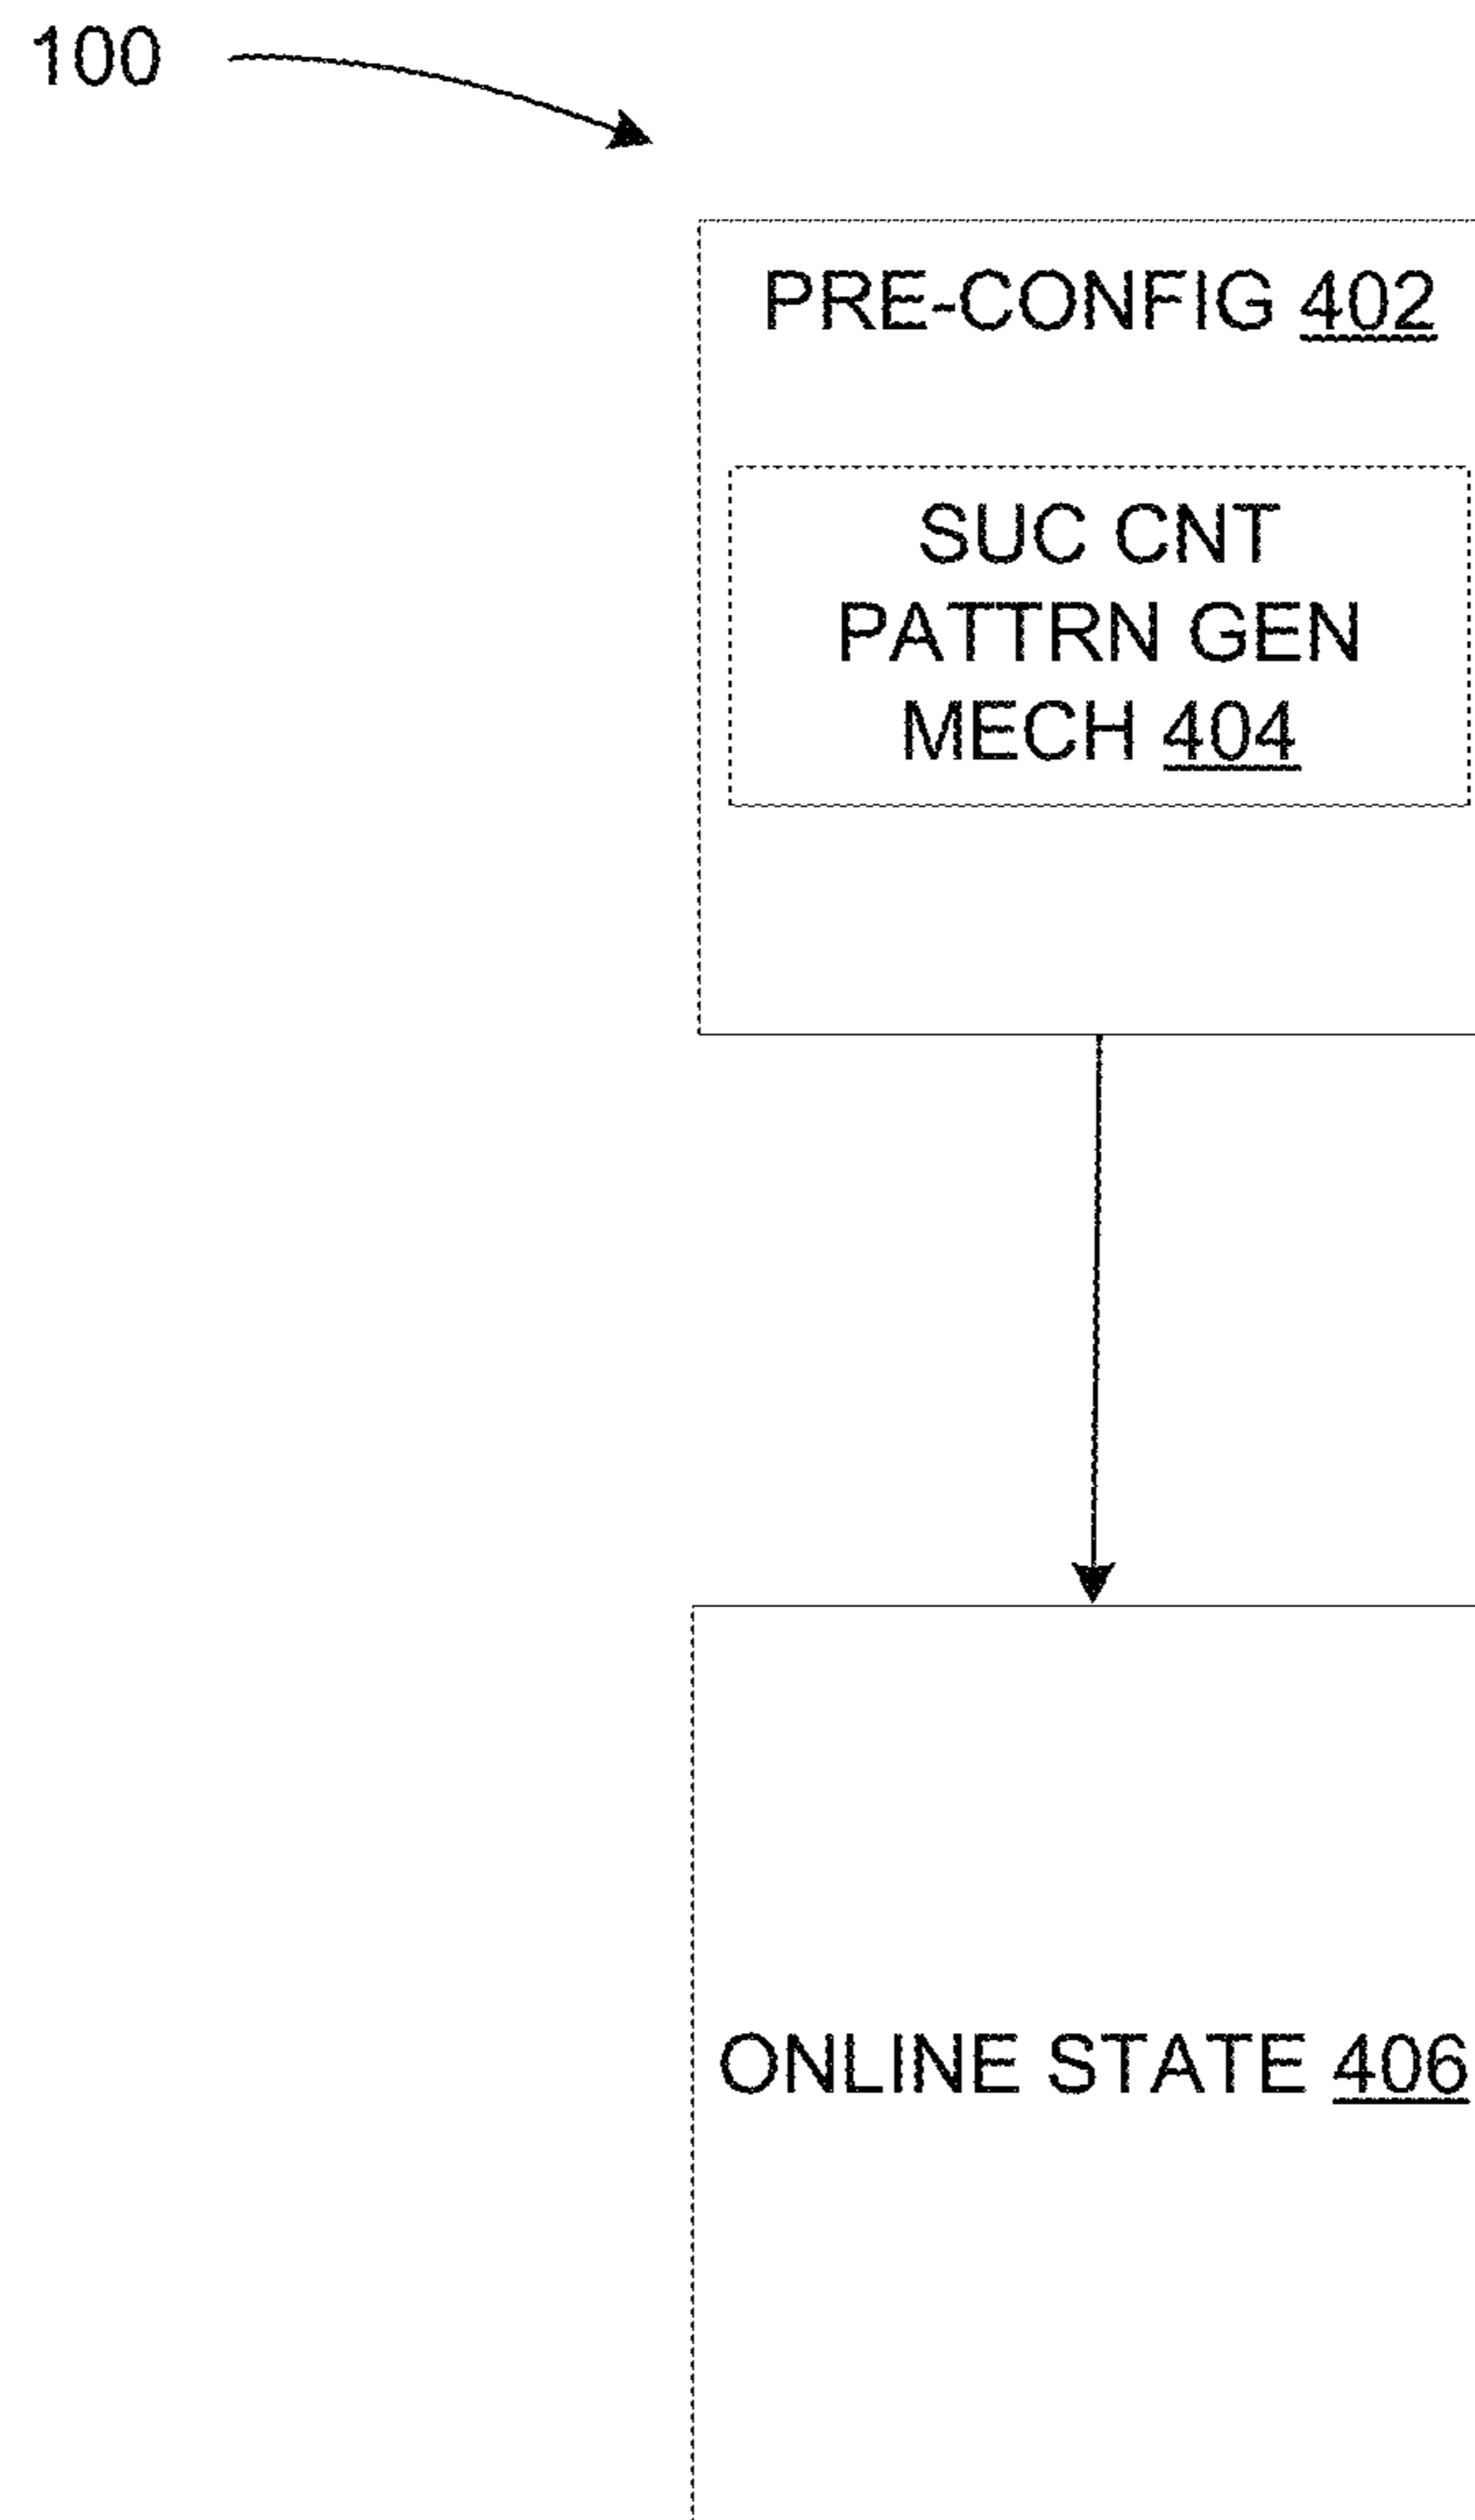 100
PRE-CONFIG 402
SUC CNT
PATTRN GEN
MECH 404
ONLINE STATE 406